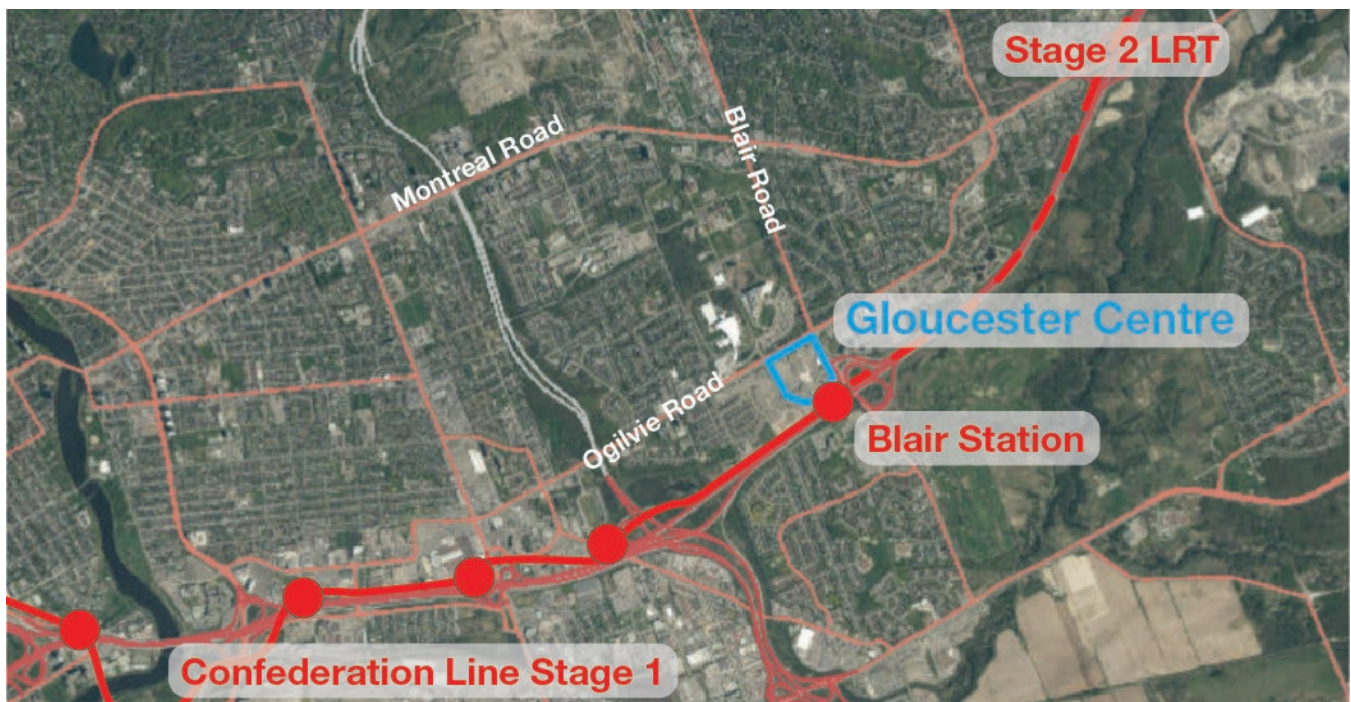 Stage 2 LRT
Montreal Road
Blair Road
Gloucester Centre
Ogilvie Road
Blair Station
Confederation Line Stage 1